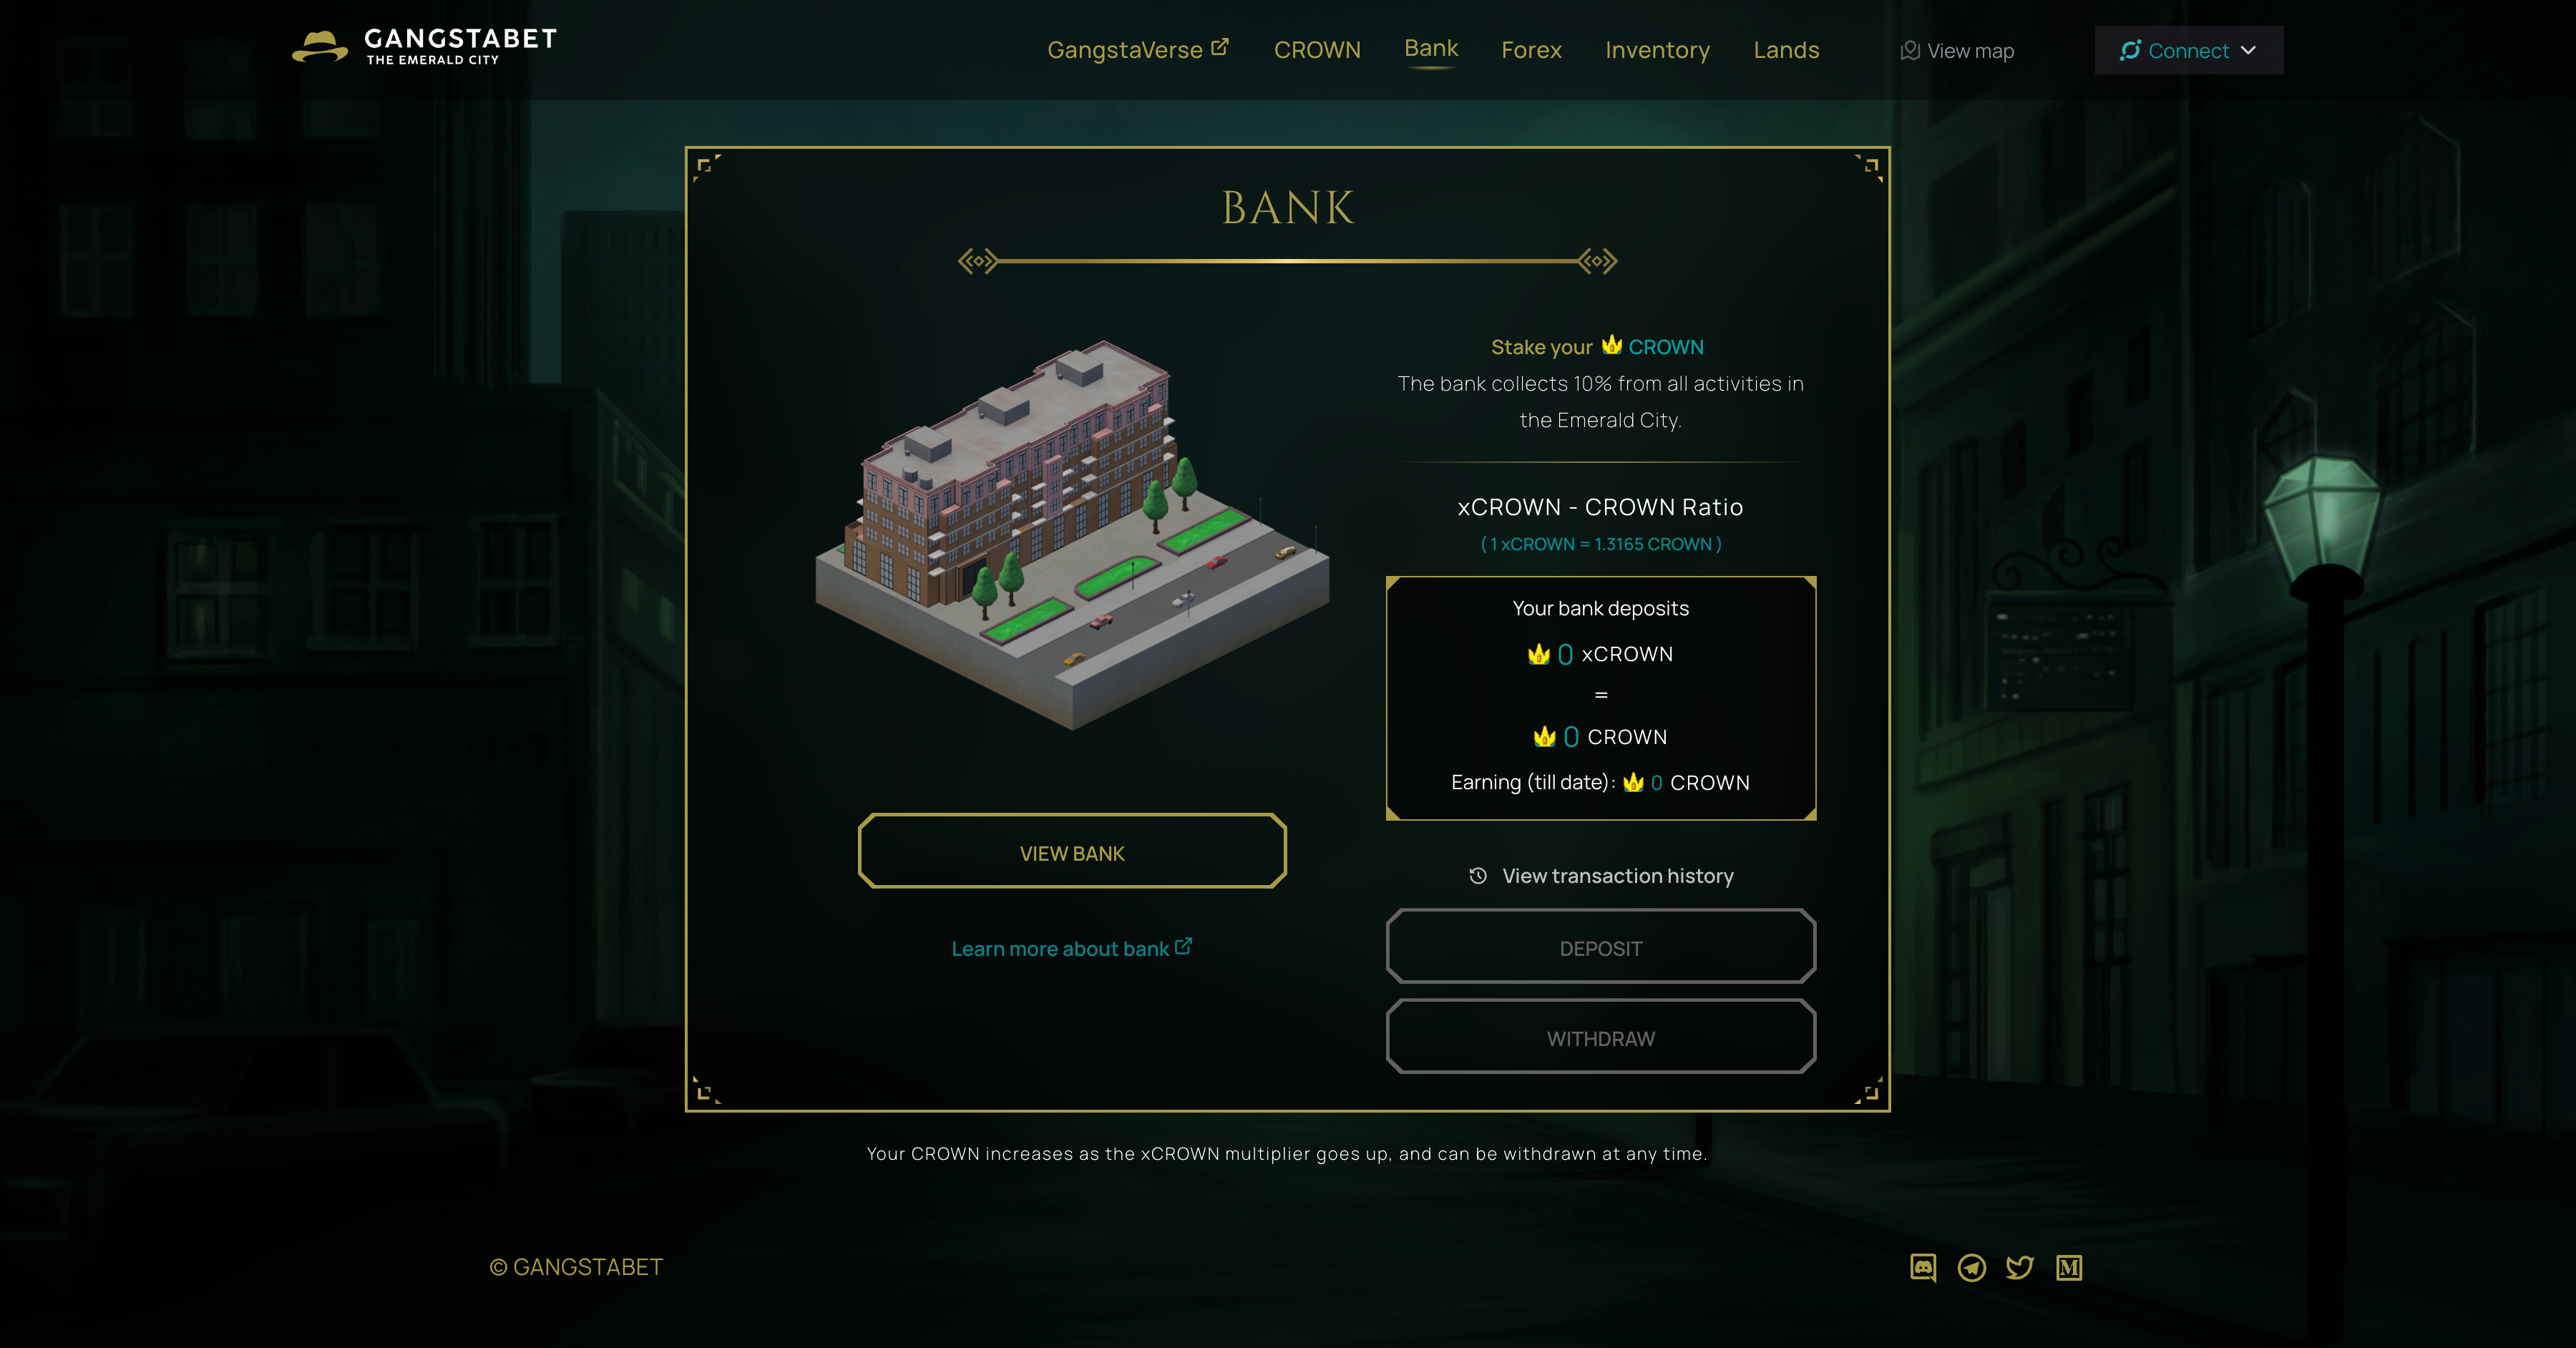 GANGSTABET
THE EMERALD CITY
GangstaVerse
CROWN
Bank
Forex
Inventory
Lands
View map
Connect
BANK
Stake your CROWN
The bank collects 10% from all activities in
the Emerald City.
xCROWN - CROWN Ratio
( 1 xCROWN = 1.3165 CROWN )
Your bank deposits
0 xCROWN
=
0 CROWN
Earning (till date): 0 CROWN
VIEW BANK
Learn more about bank
View transaction history
DEPOSIT
WITHDRAW
Your CROWN increases as the xCROWN multiplier goes up, and can be withdrawn at any time.
© GANGSTABET